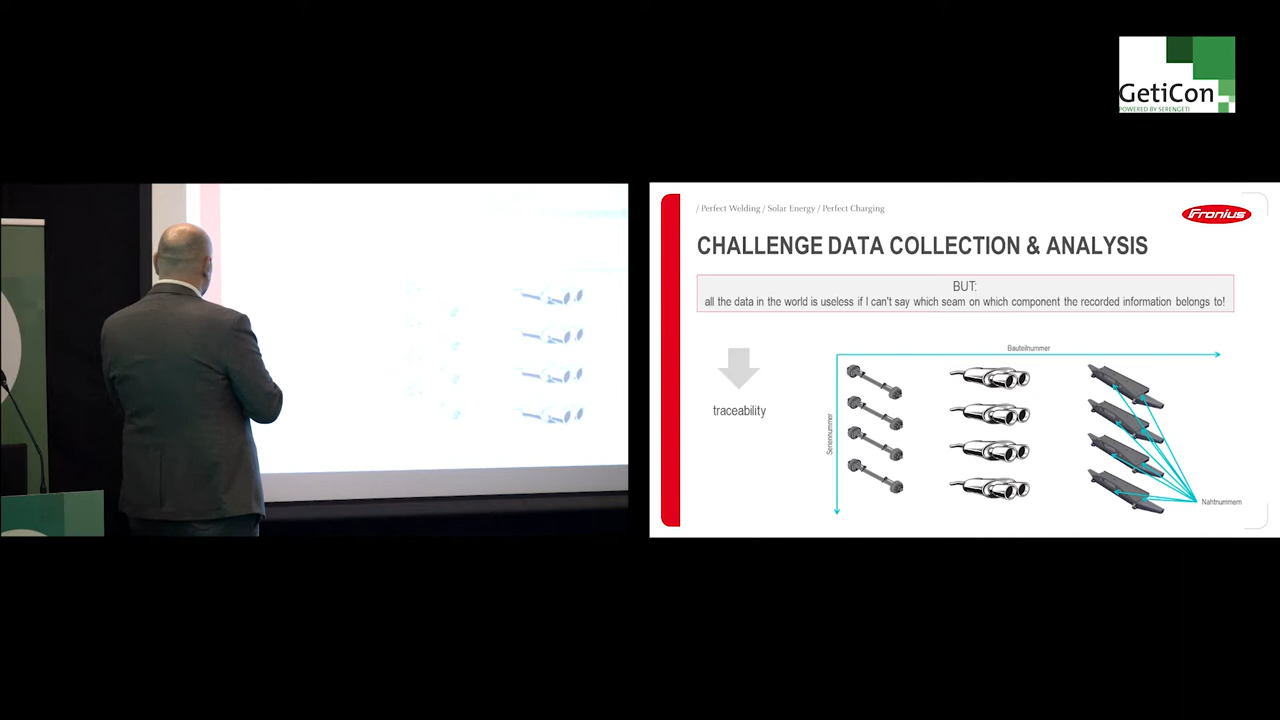 GetiCon
POWERED BY SERENGETI
/ Perfect Welding / Solar Energy / Perfect Charging
Fronius
CHALLENGE DATA COLLECTION & ANALYSIS
BUT:
all the data in the world is useless if I can't say which seam on which component the recorded information belongs to!
Bauteilnummer
traceability
Seriennummer
Nahtnummern